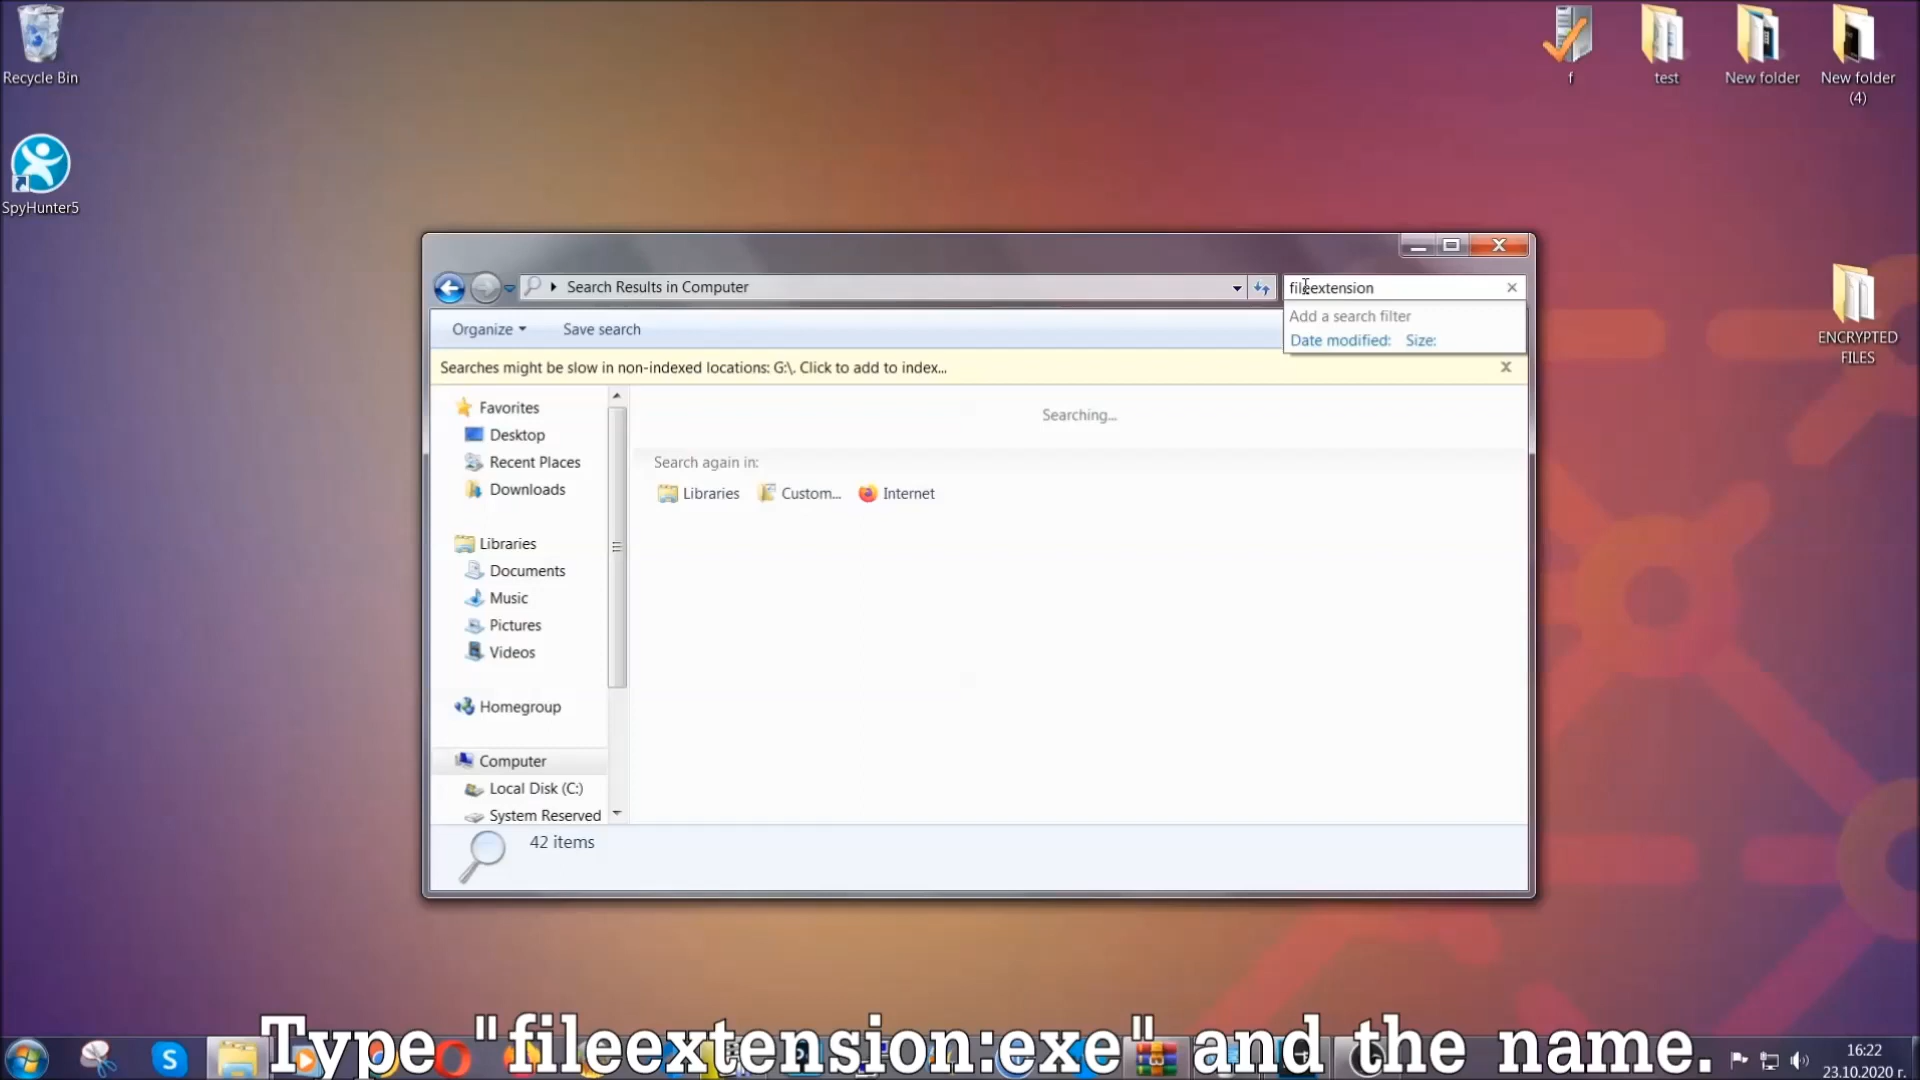 Recycle Bin
SpyHunter5
f
test
New folder
New folder
(4)
ENCRYPTED
FILES
Search Results in Computer
fileextension
Add a search filter
Date modified: Size:
Organize
Save search
Searches might be slow in non-indexed locations: G:\. Click to add to index...
Favorites
Desktop
Recent Places
Downloads
Libraries
Documents
Music
Pictures
Videos
Homegroup
Computer
Local Disk (C:)
System Reserved
Searching...
Search again in:
Libraries
Custom...
Internet
42 items
Type "fileextension:exe" and the name.
16:22
23.10.2020 г.